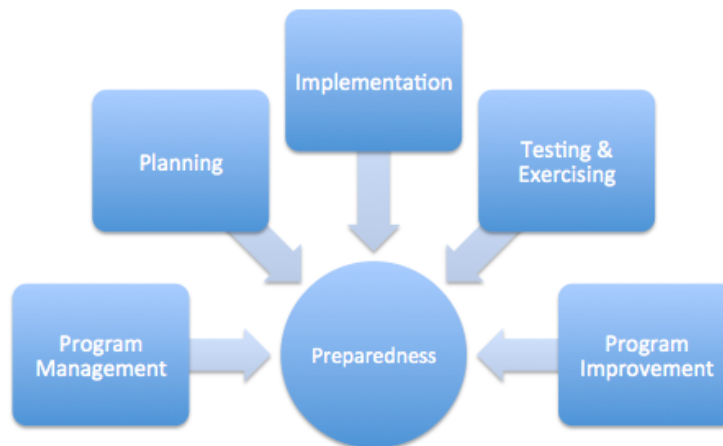 Implementation
Planning
Testing &
Exercising
Program
Management
Preparedness
Program
Improvement